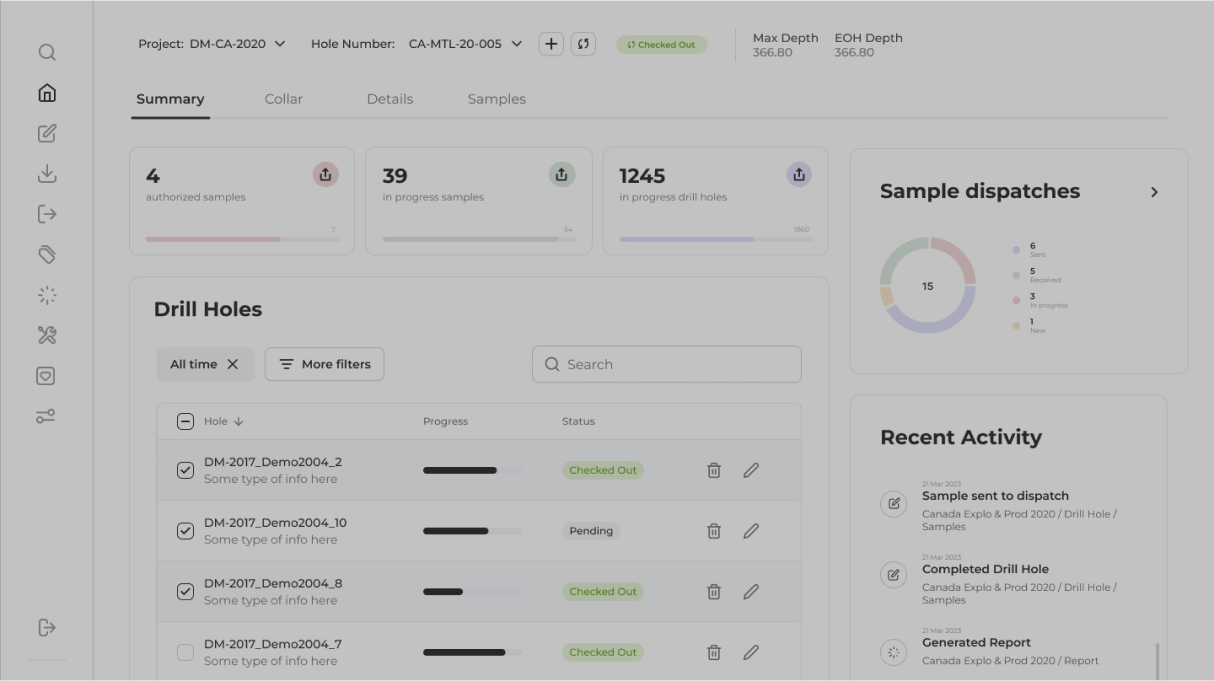 Project: DM-CA-2020
Hole Number: CA-MTL-20-005
Checked Out
Max Depth
366.80
EOH Depth
366.80
Summary
Collar
Details
Samples
4
authorized samples
7
39
in progress samples
54
1245
in progress drill holes
1860
Sample dispatches
15
6
Sent
5
Received
3
In progress
1
New
Drill Holes
All time
More filters
Search
Hole
Progress
Status
DM-2017_Demo2004_2
Some type of info here
Checked Out
DM-2017_Demo2004_10
Some type of info here
Pending
DM-2017_Demo2004_8
Some type of info here
Checked Out
DM-2017_Demo2004_7
Some type of info here
Checked Out
Recent Activity
21 Mar 2023
Sample sent to dispatch
Canada Explo & Prod 2020 / Drill Hole /
Samples
21 Mar 2023
Completed Drill Hole
Canada Explo & Prod 2020 / Drill Hole /
Samples
21 Mar 2023
Generated Report
Canada Explo & Prod 2020 / Report